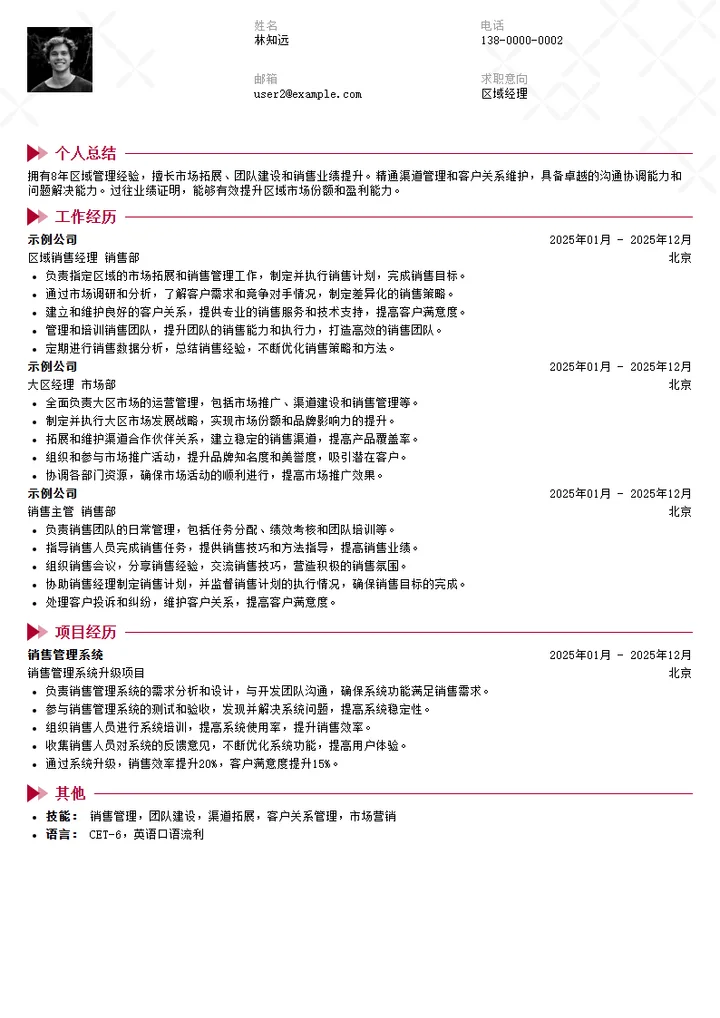 姓名
林知远
电话
138-0000-0002
邮箱
user2@example.com
求职意向
区域经理
个人总结
拥有8年区域管理经验，擅长市场拓展、团队建设和销售业绩提升。精通渠道管理和客户关系维护，具备卓越的沟通协调能力和
问题解决能力。过往业绩证明，能够有效提升区域市场份额和盈利能力。
工作经历
示例公司 2025年01月 - 2025年12月
区域销售经理 销售部 北京
• 负责指定区域的市场拓展和销售管理工作，制定并执行销售计划，完成销售目标。
• 通过市场调研和分析，了解客户需求和竞争对手情况，制定差异化的销售策略。
• 建立和维护良好的客户关系，提供专业的销售服务和技术支持，提高客户满意度。
• 管理和培训销售团队，提升团队的销售能力和执行力，打造高效的销售团队。
• 定期进行销售数据分析，总结销售经验，不断优化销售策略和方法。
示例公司 2025年01月 - 2025年12月
大区经理 市场部 北京
• 全面负责大区市场的运营管理，包括市场推广、渠道建设和销售管理等。
• 制定并执行大区市场发展战略，实现市场份额和品牌影响力的提升。
• 拓展和维护渠道合作伙伴关系，建立稳定的销售渠道，提高产品覆盖率。
• 组织和参与市场推广活动，提升品牌知名度和美誉度，吸引潜在客户。
• 协调各部门资源，确保市场活动的顺利进行，提高市场推广效果。
示例公司 2025年01月 - 2025年12月
销售主管 销售部 北京
• 负责销售团队的日常管理，包括任务分配、绩效考核和团队培训等。
• 指导销售人员完成销售任务，提供销售技巧和方法指导，提高销售业绩。
• 组织销售会议，分享销售经验，交流销售技巧，营造积极的销售氛围。
• 协助销售经理制定销售计划，并监督销售计划的执行情况，确保销售目标的完成。
• 处理客户投诉和纠纷，维护客户关系，提高客户满意度。
项目经历
销售管理系统 2025年01月 - 2025年12月
销售管理系统升级项目 北京
• 负责销售管理系统的需求分析和设计，与开发团队沟通，确保系统功能满足销售需求。
• 参与销售管理系统的测试和验收，发现并解决系统问题，提高系统稳定性。
• 组织销售人员进行系统培训，提高系统使用率，提升销售效率。
• 收集销售人员对系统的反馈意见，不断优化系统功能，提高用户体验。
• 通过系统升级，销售效率提升20%，客户满意度提升15%。
其他
• 技能： 销售管理，团队建设，渠道拓展，客户关系管理，市场营销
• 语言： CET-6，英语口语流利